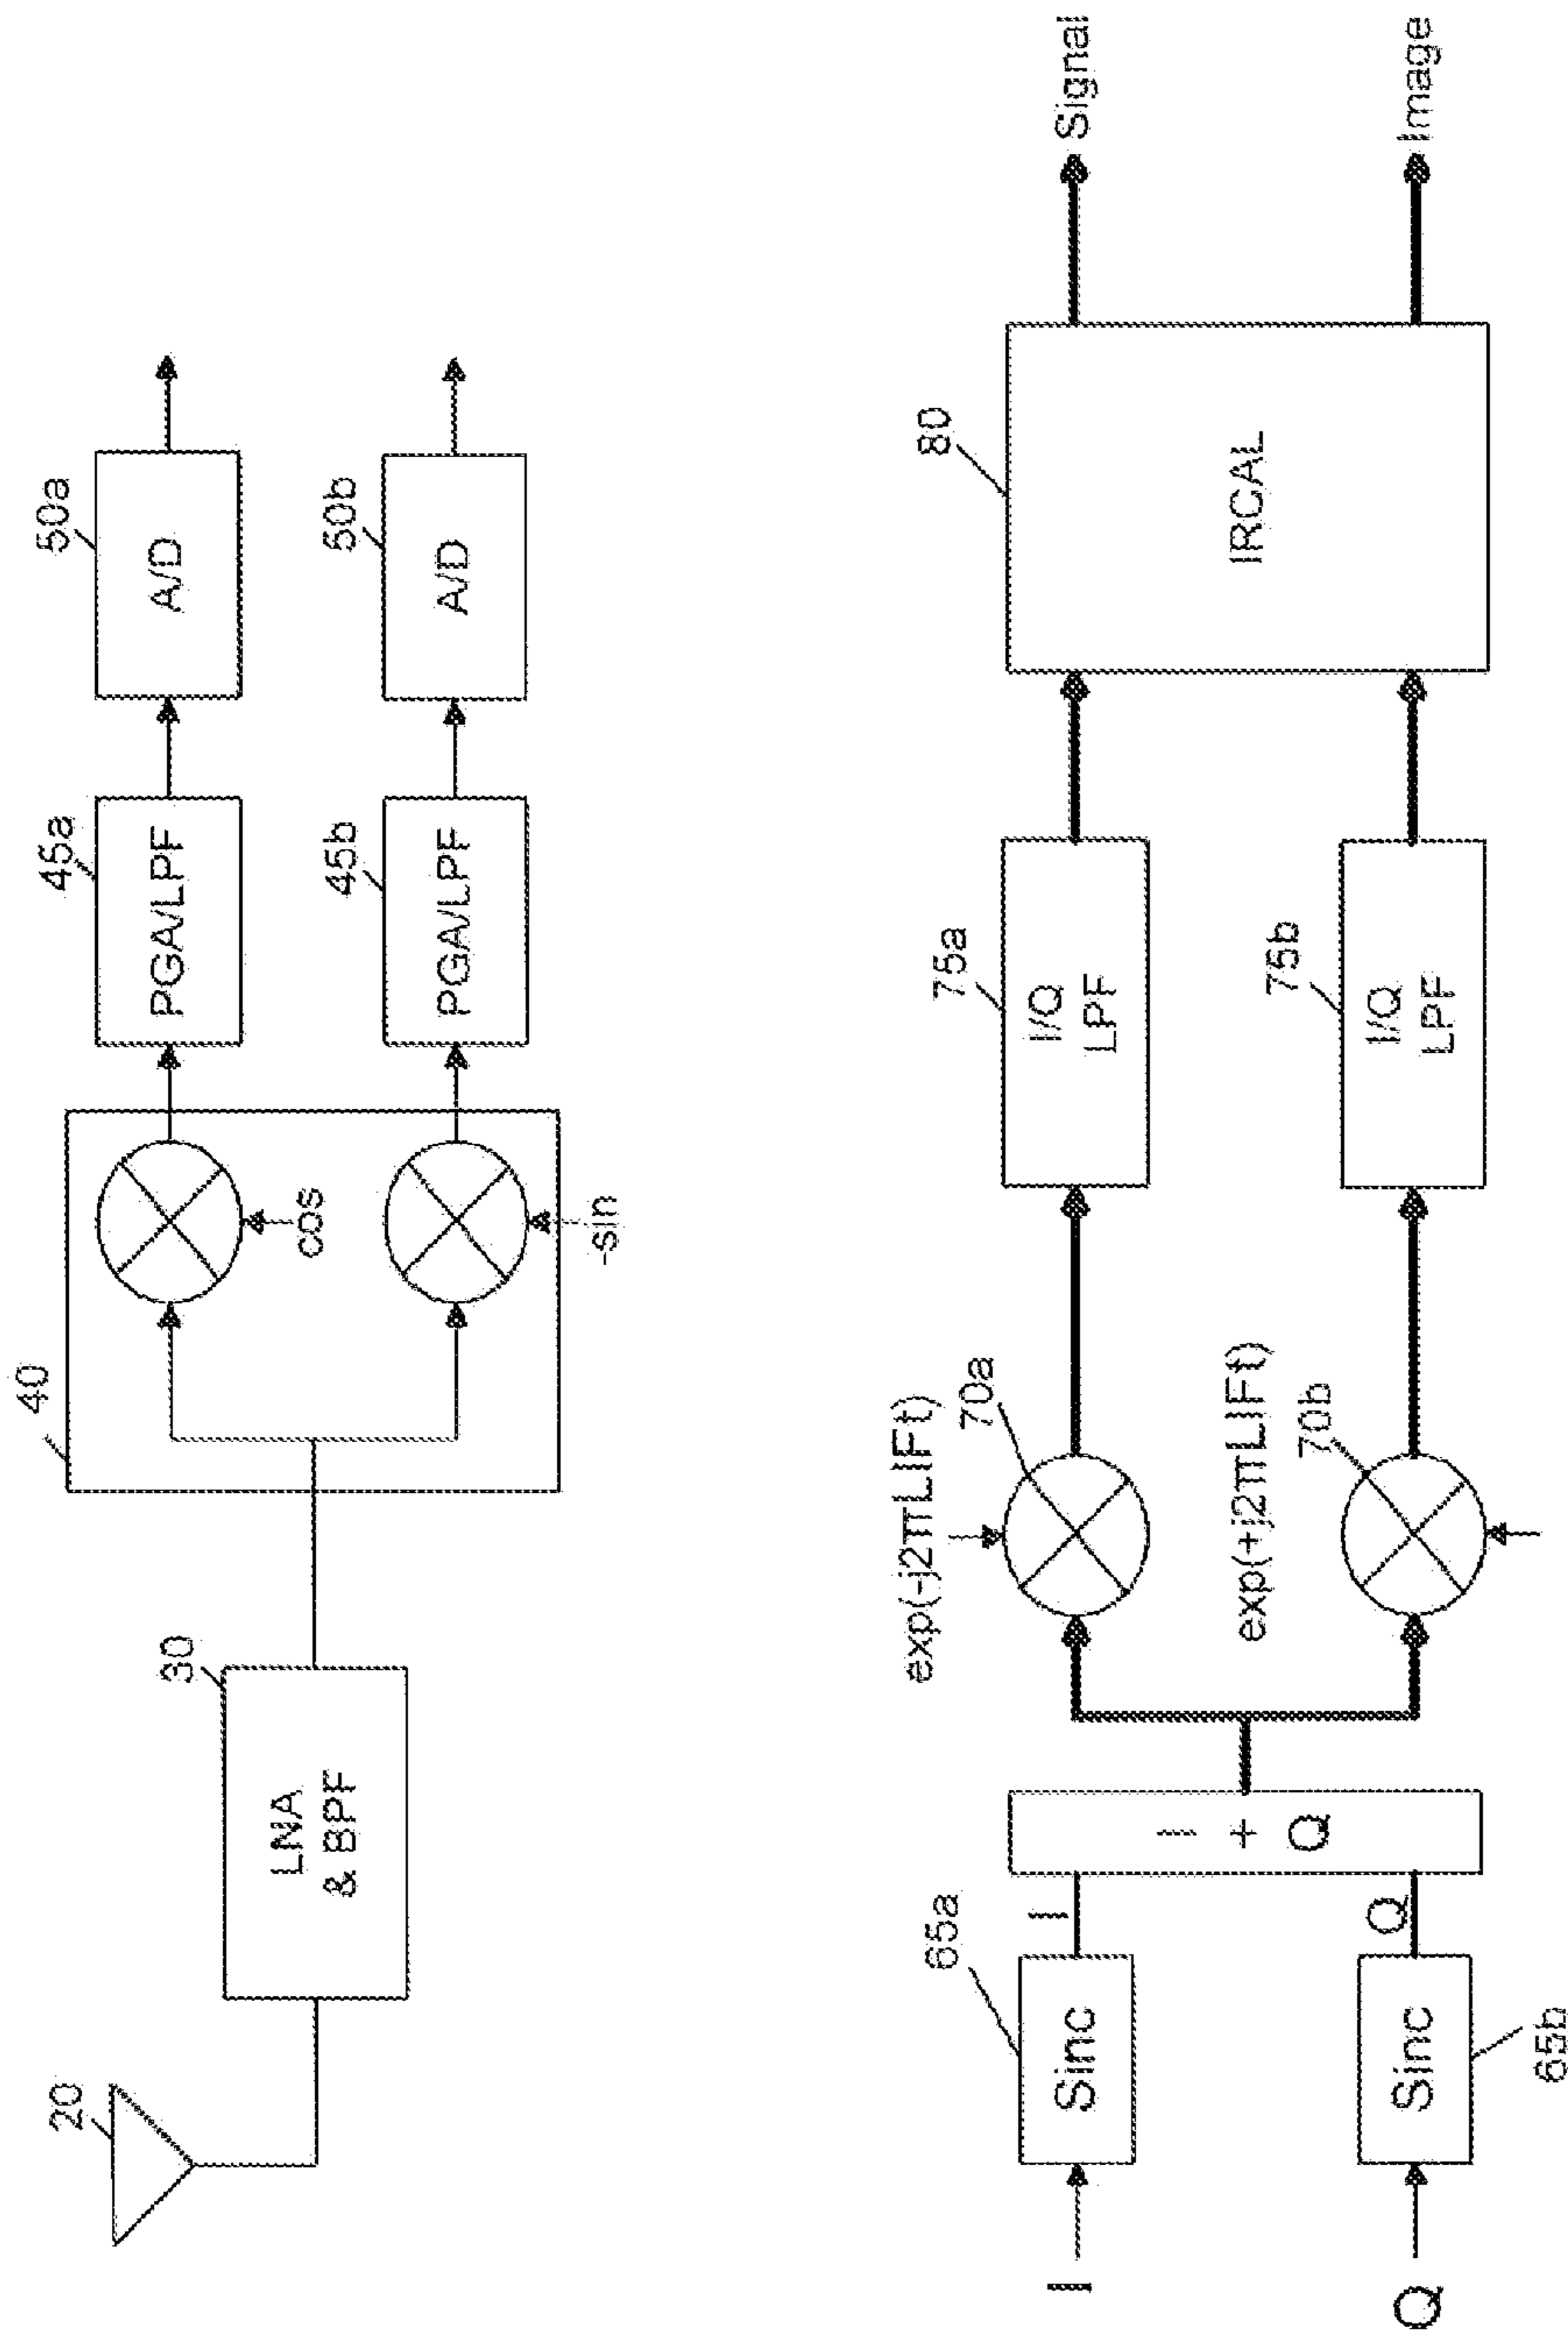 20
30
LNA
& BPF
40
cos
-sin
45a
PGA/LPF
45b
PGA/LPF
50a
A/D
50b
A/D
I
Q
65a
Sinc
65b
Sinc
I
Q
I
+
Q
exp(-j2πLIFt)
70a
exp(+j2πLIFt)
70b
75a
I/Q
LPF
75b
I/Q
LPF
80
IRCAL
Signal
Image